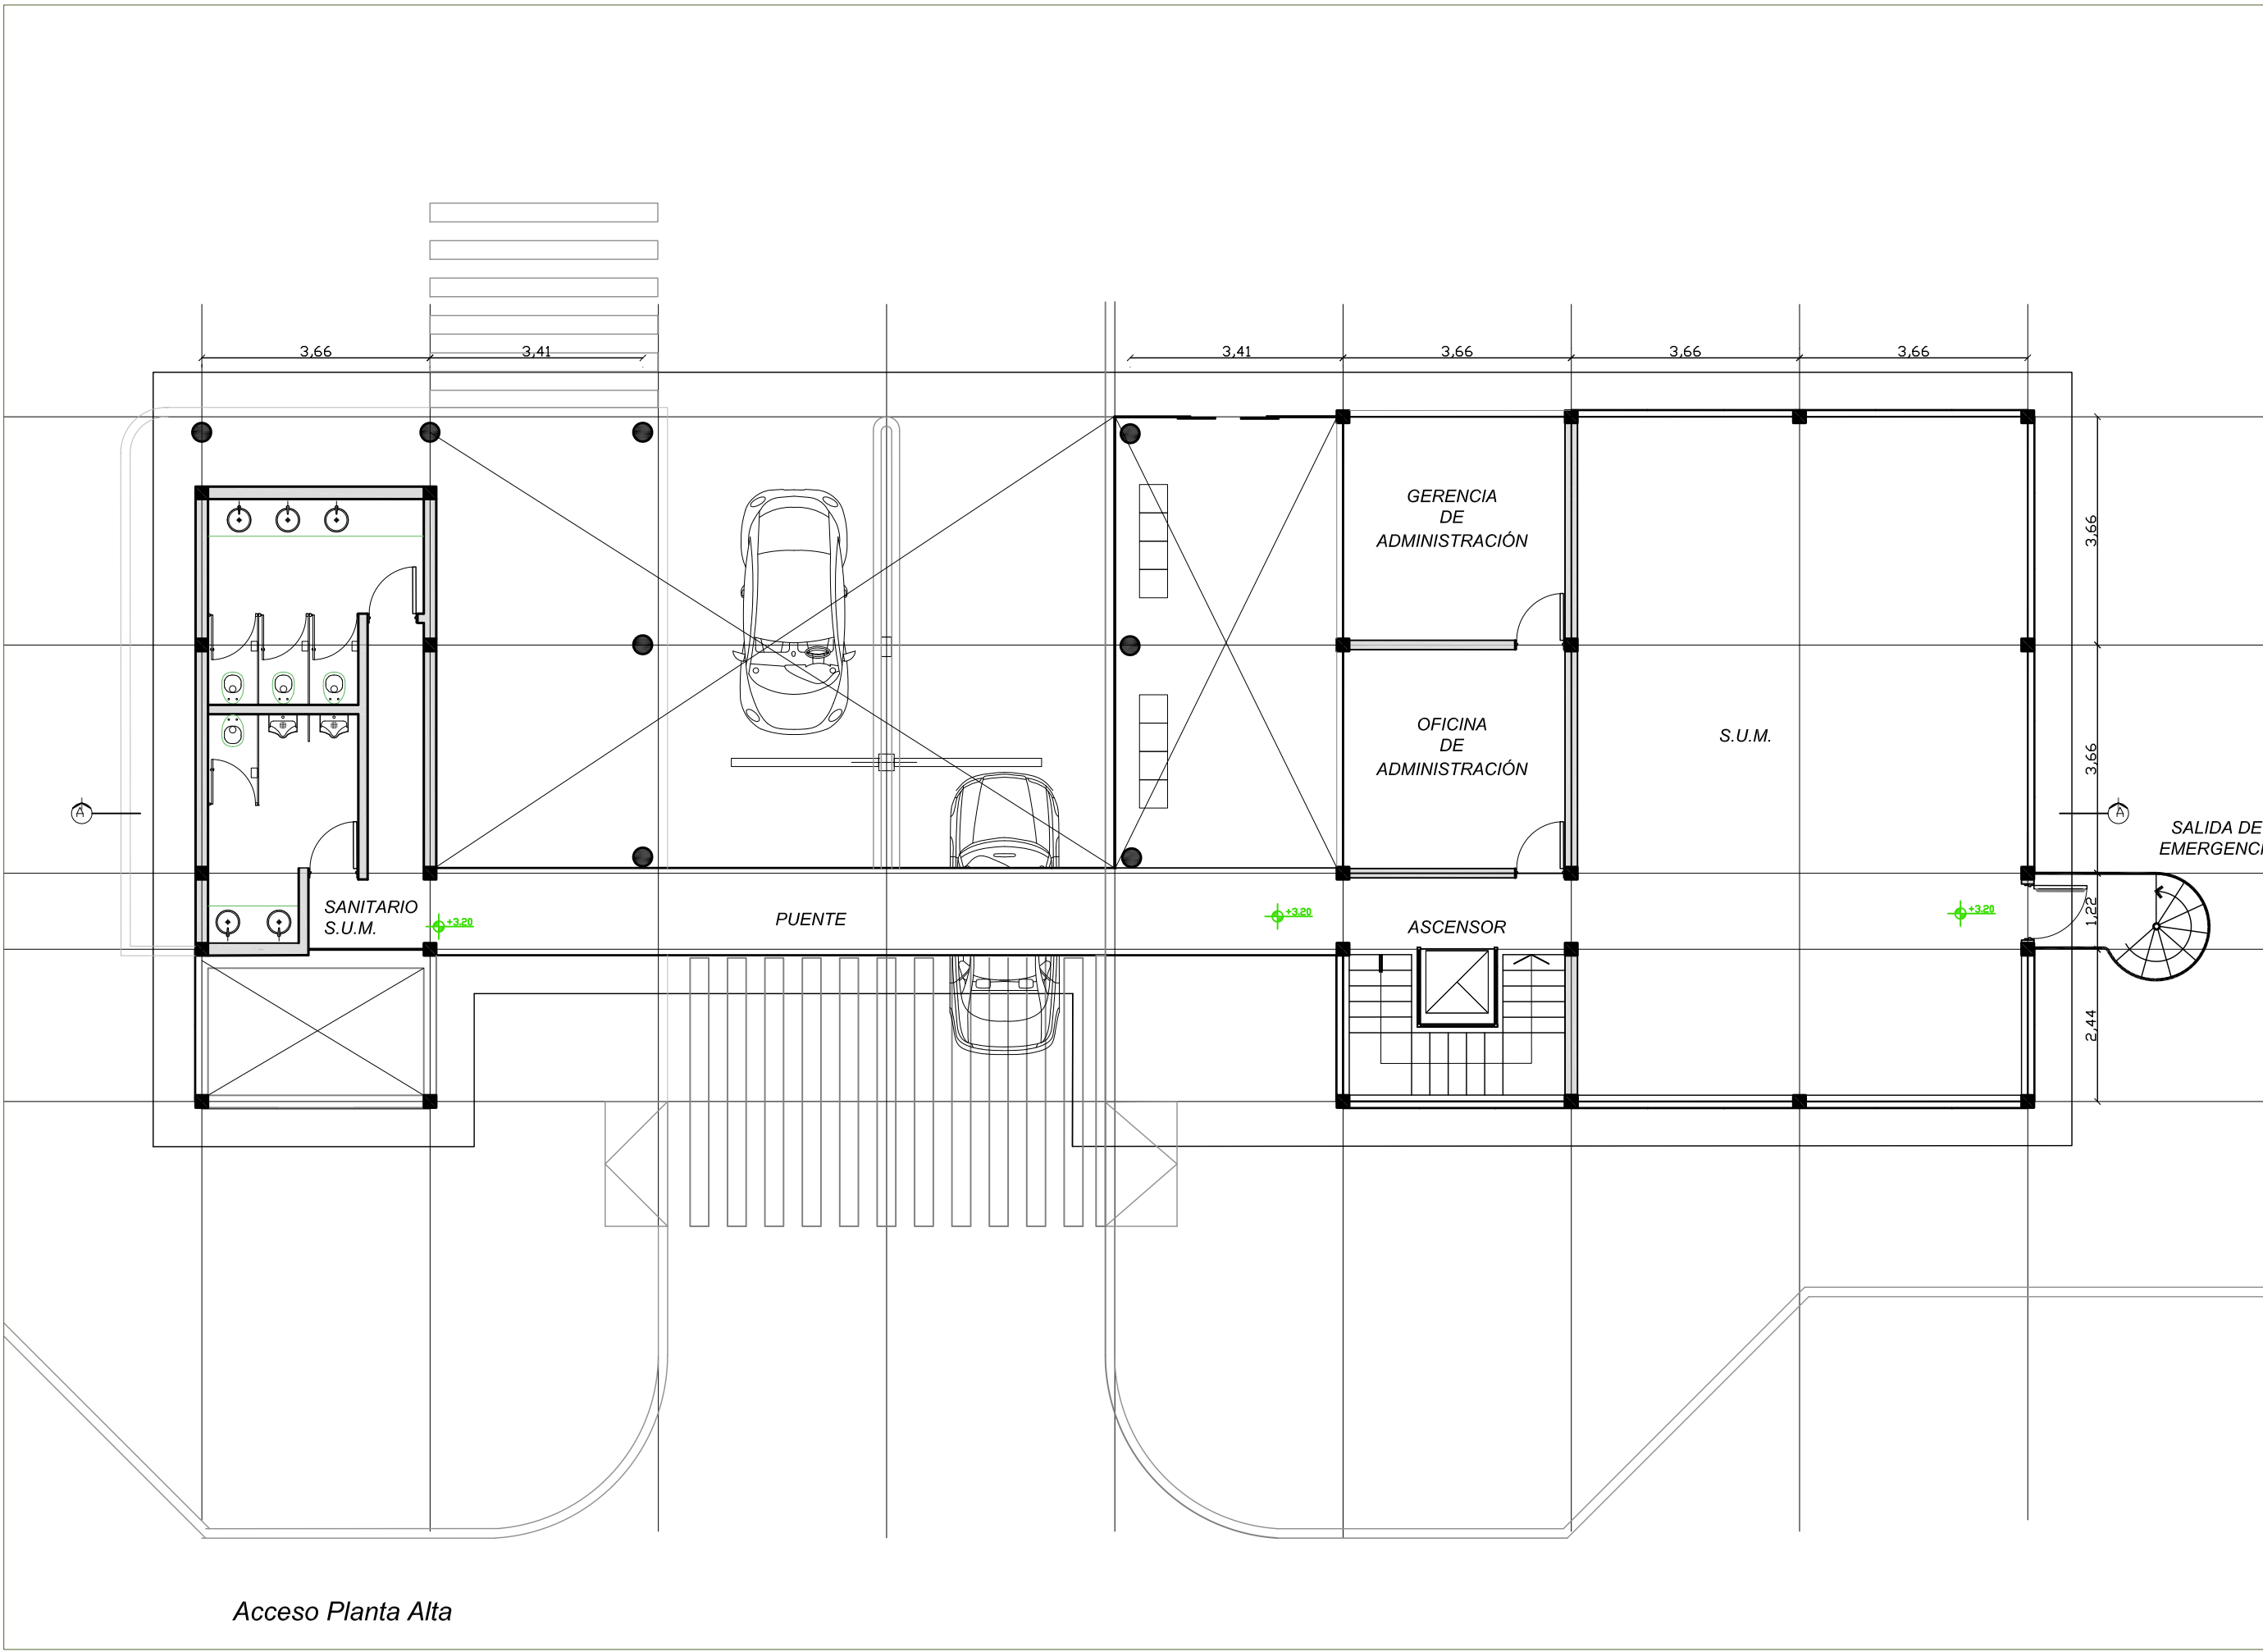 3,66
3,41
3,41
3,66
3,66
3,66
GERENCIA
DE
ADMINISTRACIÓN
3,66
OFICINA
DE
ADMINISTRACIÓN
S.U.M.
3,66
A
A
SALIDA DE
EMERGENCI
SANITARIO
S.U.M.
+3.20
PUENTE
+3.20
ASCENSOR
+3.20
1,22
2,44
Acceso Planta Alta